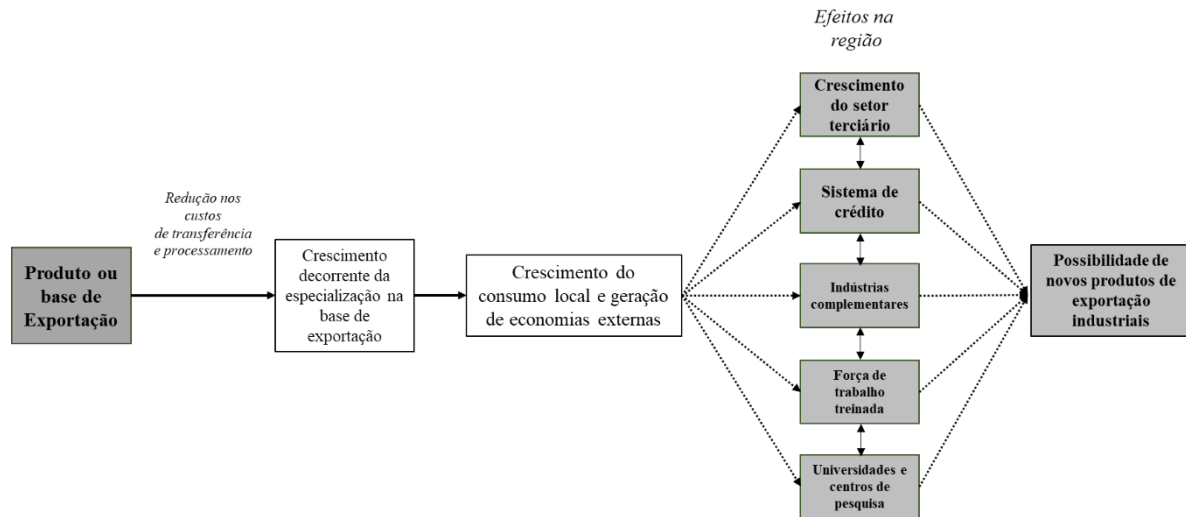 Efeitos na
região
Crescimento
do setor
terciário
Redução nos
custos
de transferência
e processamento
Sistema de
crédito
Produto ou
base de
Exportação
Crescimento
decorrente da
especialização na
base de
exportação
Crescimento do
consumo local e geração
de economias externas
Indústrias
complementares
Possibilidade de
novos produtos de
exportação
industriais
Força de
trabalho
treinada
Universidades e
centros de
pesquisa